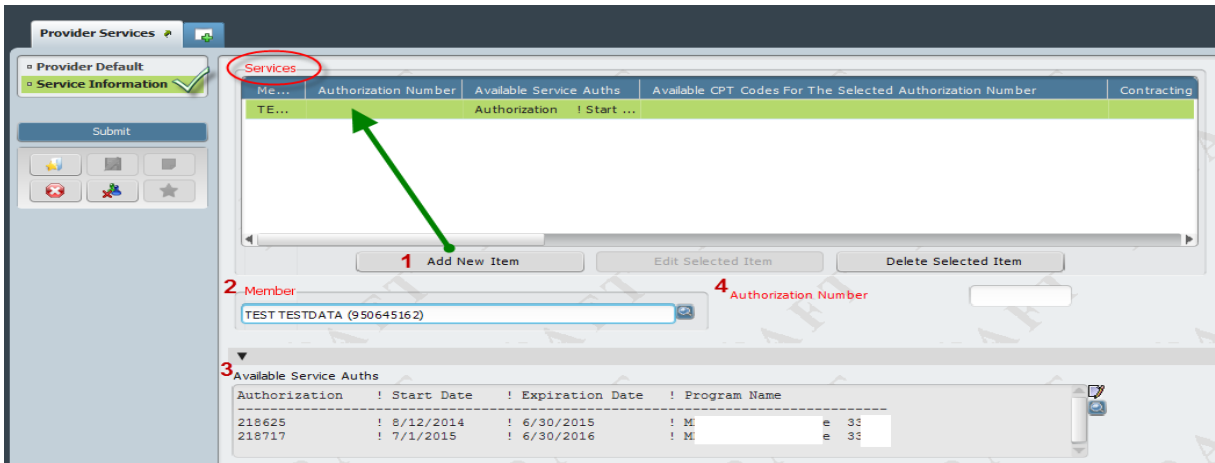 Provider Services
Provider Default
Service Information
Submit
Services
Me... Authorization Number Available Service Auths Available CPT Codes For The Selected Authorization Number Contracting
TE... Authorization ! Start ...
1 Add New Item Edit Selected Item Delete Selected Item
2 Member
TEST TESTDATA (950645162)
4 Authorization Number
3 Available Service Auths
Authorization ! Start Date ! Expiration Date ! Program Name
--------------------------------------------------------------------------------
218625 ! 8/12/2014 ! 6/30/2015 ! M e 33
218717 ! 7/1/2015 ! 6/30/2016 ! M e 33
DRAFT